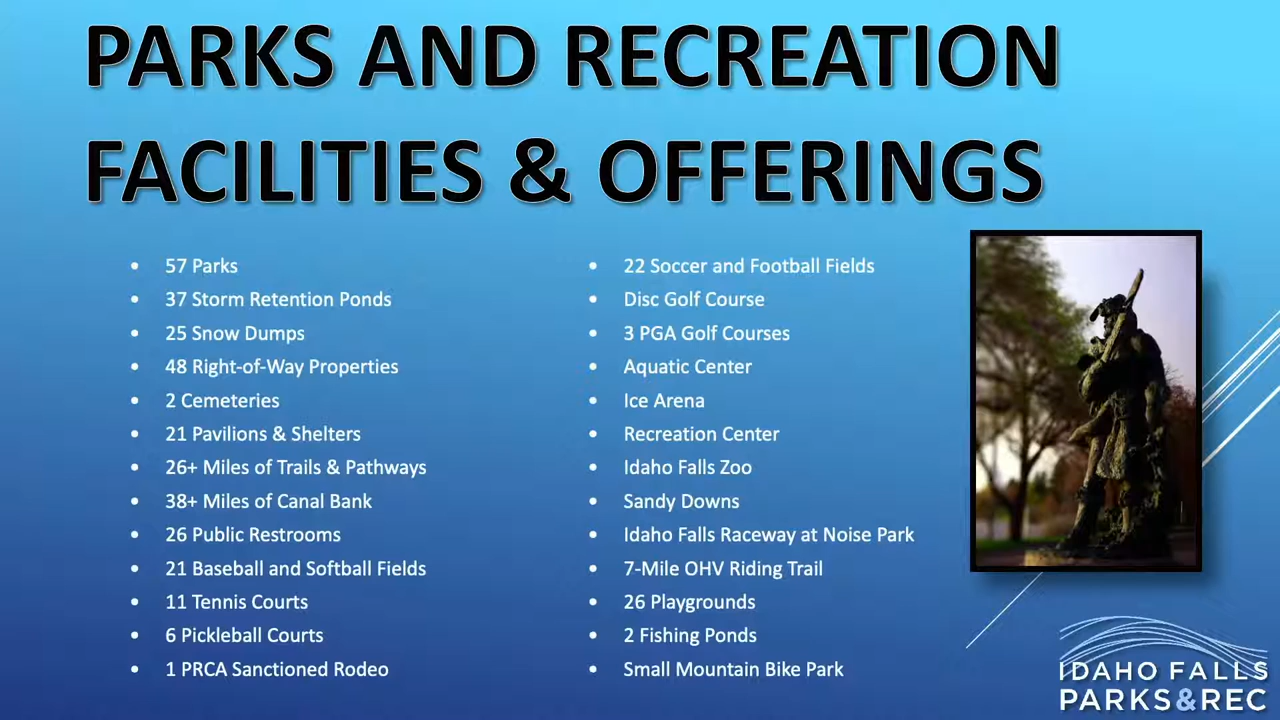 PARKS AND RECREATION
FACILITIES & OFFERINGS
• 57 Parks
• 37 Storm Retention Ponds
• 25 Snow Dumps
• 48 Right-of-Way Properties
• 2 Cemeteries
• 21 Pavilions & Shelters
• 26+ Miles of Trails & Pathways
• 38+ Miles of Canal Bank
• 26 Public Restrooms
• 21 Baseball and Softball Fields
• 11 Tennis Courts
• 6 Pickleball Courts
• 1 PRCA Sanctioned Rodeo
• 22 Soccer and Football Fields
• Disc Golf Course
• 3 PGA Golf Courses
• Aquatic Center
• Ice Arena
• Recreation Center
• Idaho Falls Zoo
• Sandy Downs
• Idaho Falls Raceway at Noise Park
• 7-Mile OHV Riding Trail
• 26 Playgrounds
• 2 Fishing Ponds
• Small Mountain Bike Park
IDAHO FALLS
PARKS&REC